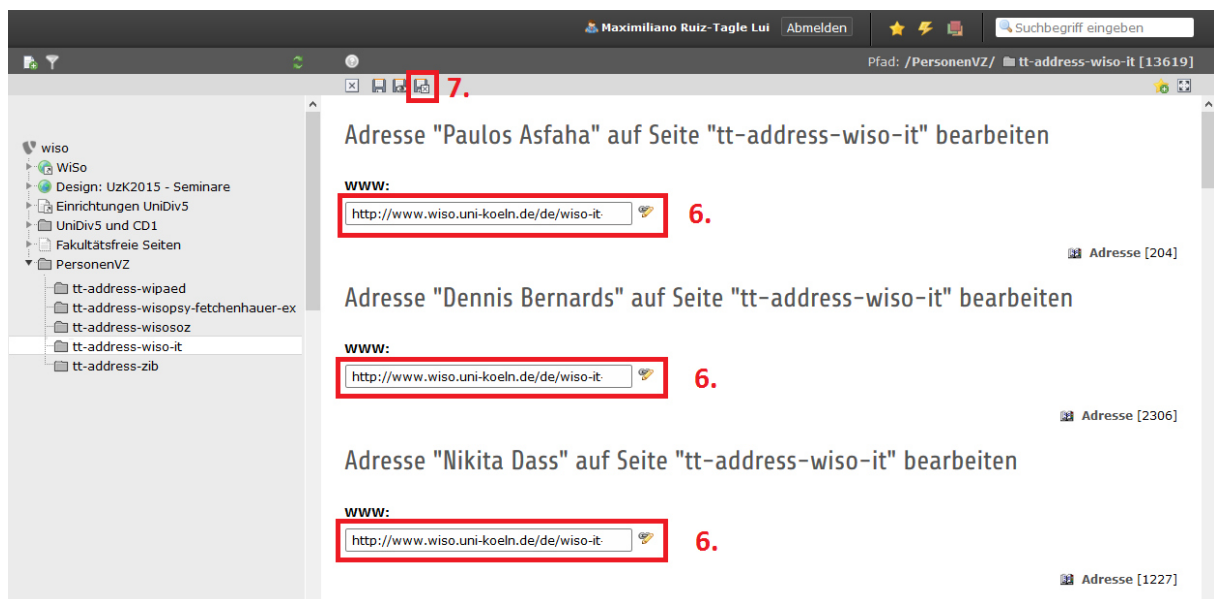 Maximiliano Ruiz-Tagle Lui Abmelden Suchbegriff eingeben
Pfad: /PersonenVZ/ tt-address-wiso-it [13619]
7.
wiso
WiSo
Design: UzK2015 - Seminare
Einrichtungen UniDiv5
UniDiv5 und CD1
Fakultätsfreie Seiten
PersonenVZ
tt-address-wipaed
tt-address-wisopsy-fetchenhauer-ex
tt-address-wisosoz
tt-address-wiso-it
tt-address-zib
Adresse "Paulos Asfaha" auf Seite "tt-address-wiso-it" bearbeiten
www:
http://www.wiso.uni-koeln.de/de/wiso-it- 6.
Adresse [204]
Adresse "Dennis Bernards" auf Seite "tt-address-wiso-it" bearbeiten
www:
http://www.wiso.uni-koeln.de/de/wiso-it- 6.
Adresse [2306]
Adresse "Nikita Dass" auf Seite "tt-address-wiso-it" bearbeiten
www:
http://www.wiso.uni-koeln.de/de/wiso-it- 6.
Adresse [1227]